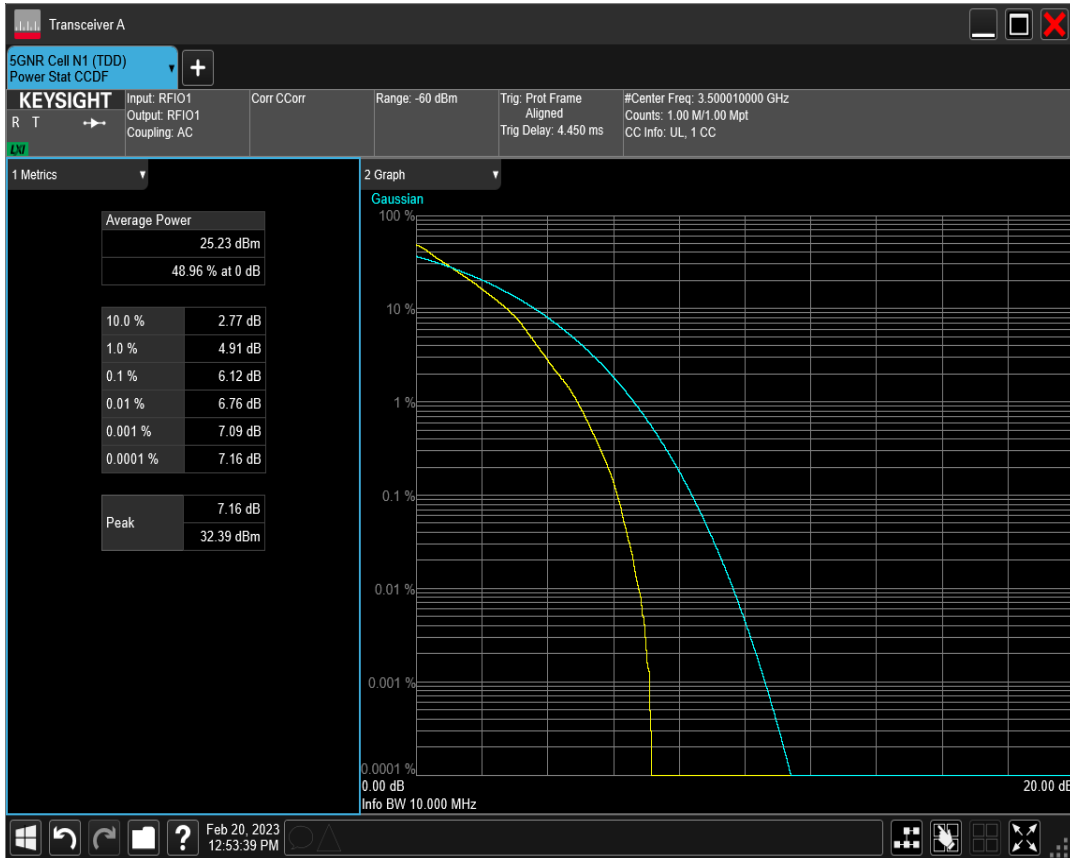 Transceiver A
5GNR Cell N1 (TDD)
Power Stat CCDF
+
KEYSIGHT
R T
LXI
Input: RFIO1
Output: RFIO1
Coupling: AC
Corr CCorr
Range: -60 dBm
Trig: Prot Frame
Aligned
Trig Delay: 4.450 ms
#Center Freq: 3.500010000 GHz
Counts: 1.00 M/1.00 Mpt
CC Info: UL, 1 CC
1 Metrics
Average Power
25.23 dBm
48.96 % at 0 dB
10.0 % 2.77 dB
1.0 % 4.91 dB
0.1 % 6.12 dB
0.01 % 6.76 dB
0.001 % 7.09 dB
0.0001 % 7.16 dB
Peak
7.16 dB
32.39 dBm
2 Graph
Gaussian
100 %
10 %
1 %
0.1 %
0.01 %
0.001 %
0.0001 %
0.00 dB 20.00 dB
Info BW 10.000 MHz
?
Feb 20, 2023
12:53:39 PM